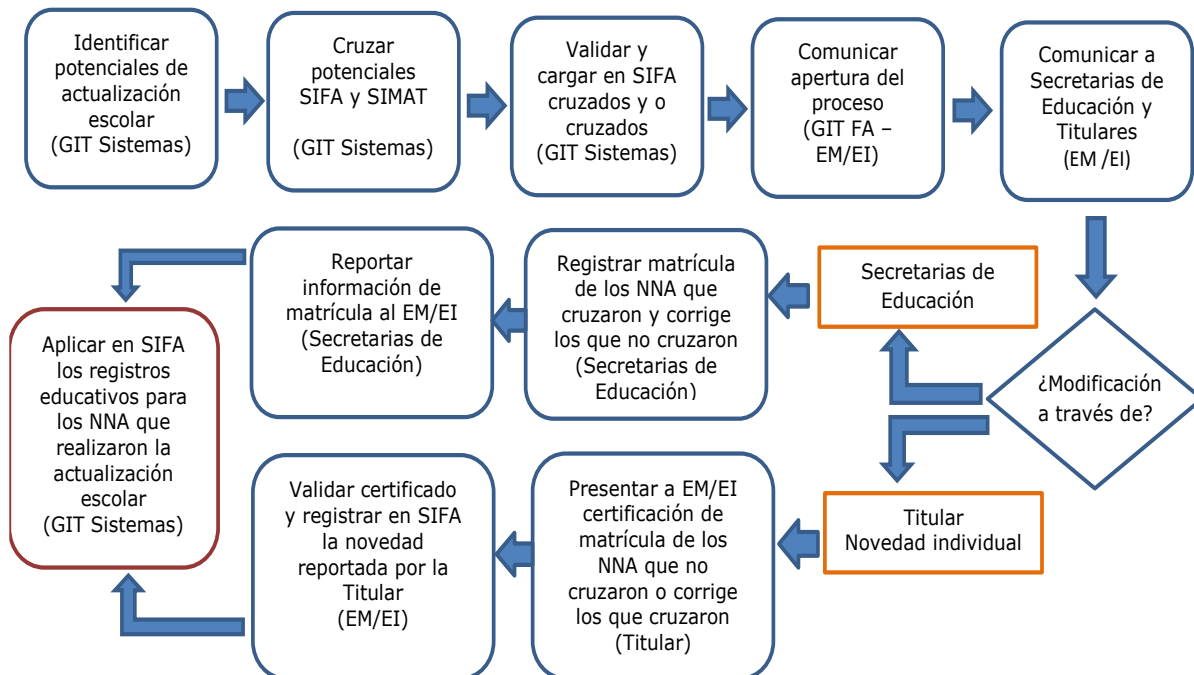 Identificar
potenciales de
actualización
escolar
(GIT Sistemas)
Cruzar
potenciales
SIFA y SIMAT
(GIT Sistemas)
Validar y
cargar en SIFA
cruzados y o
cruzados
(GIT Sistemas)
Comunicar
apertura del
proceso
(GIT FA –
EM/EI)
Comunicar a
Secretarias de
Educación y
Titulares
(EM /EI)
¿Modificación
a través de?
Secretarias de
Educación
Registrar matrícula
de los NNA que
cruzaron y corrige
los que no cruzaron
(Secretarias de
Educación)
Reportar
información de
matrícula al EM/EI
(Secretarias de
Educación)
Titular
Novedad individual
Presentar a EM/EI
certificación de
matrícula de los
NNA que no
cruzaron o corrige
los que cruzaron
(Titular)
Validar certificado
y registrar en SIFA
la novedad
reportada por la
Titular
(EM/EI)
Aplicar en SIFA
los registros
educativos para
los NNA que
realizaron la
actualización
escolar
(GIT Sistemas)